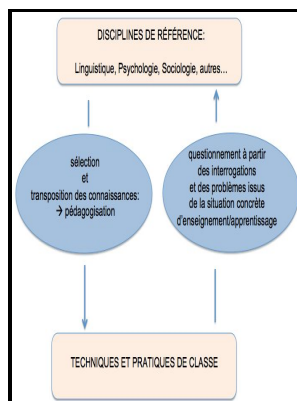 DISCIPLINES DE RÉFÉRENCE:
Linguistique, Psychologie, Sociologie, autres...
sélection
et
transposition des connaissances:
→ pédagogisation
questionnement à partir
des interrogations
et des problèmes issus
de la situation concrète
d'enseignement/apprentissage
TECHNIQUES ET PRATIQUES DE CLASSE